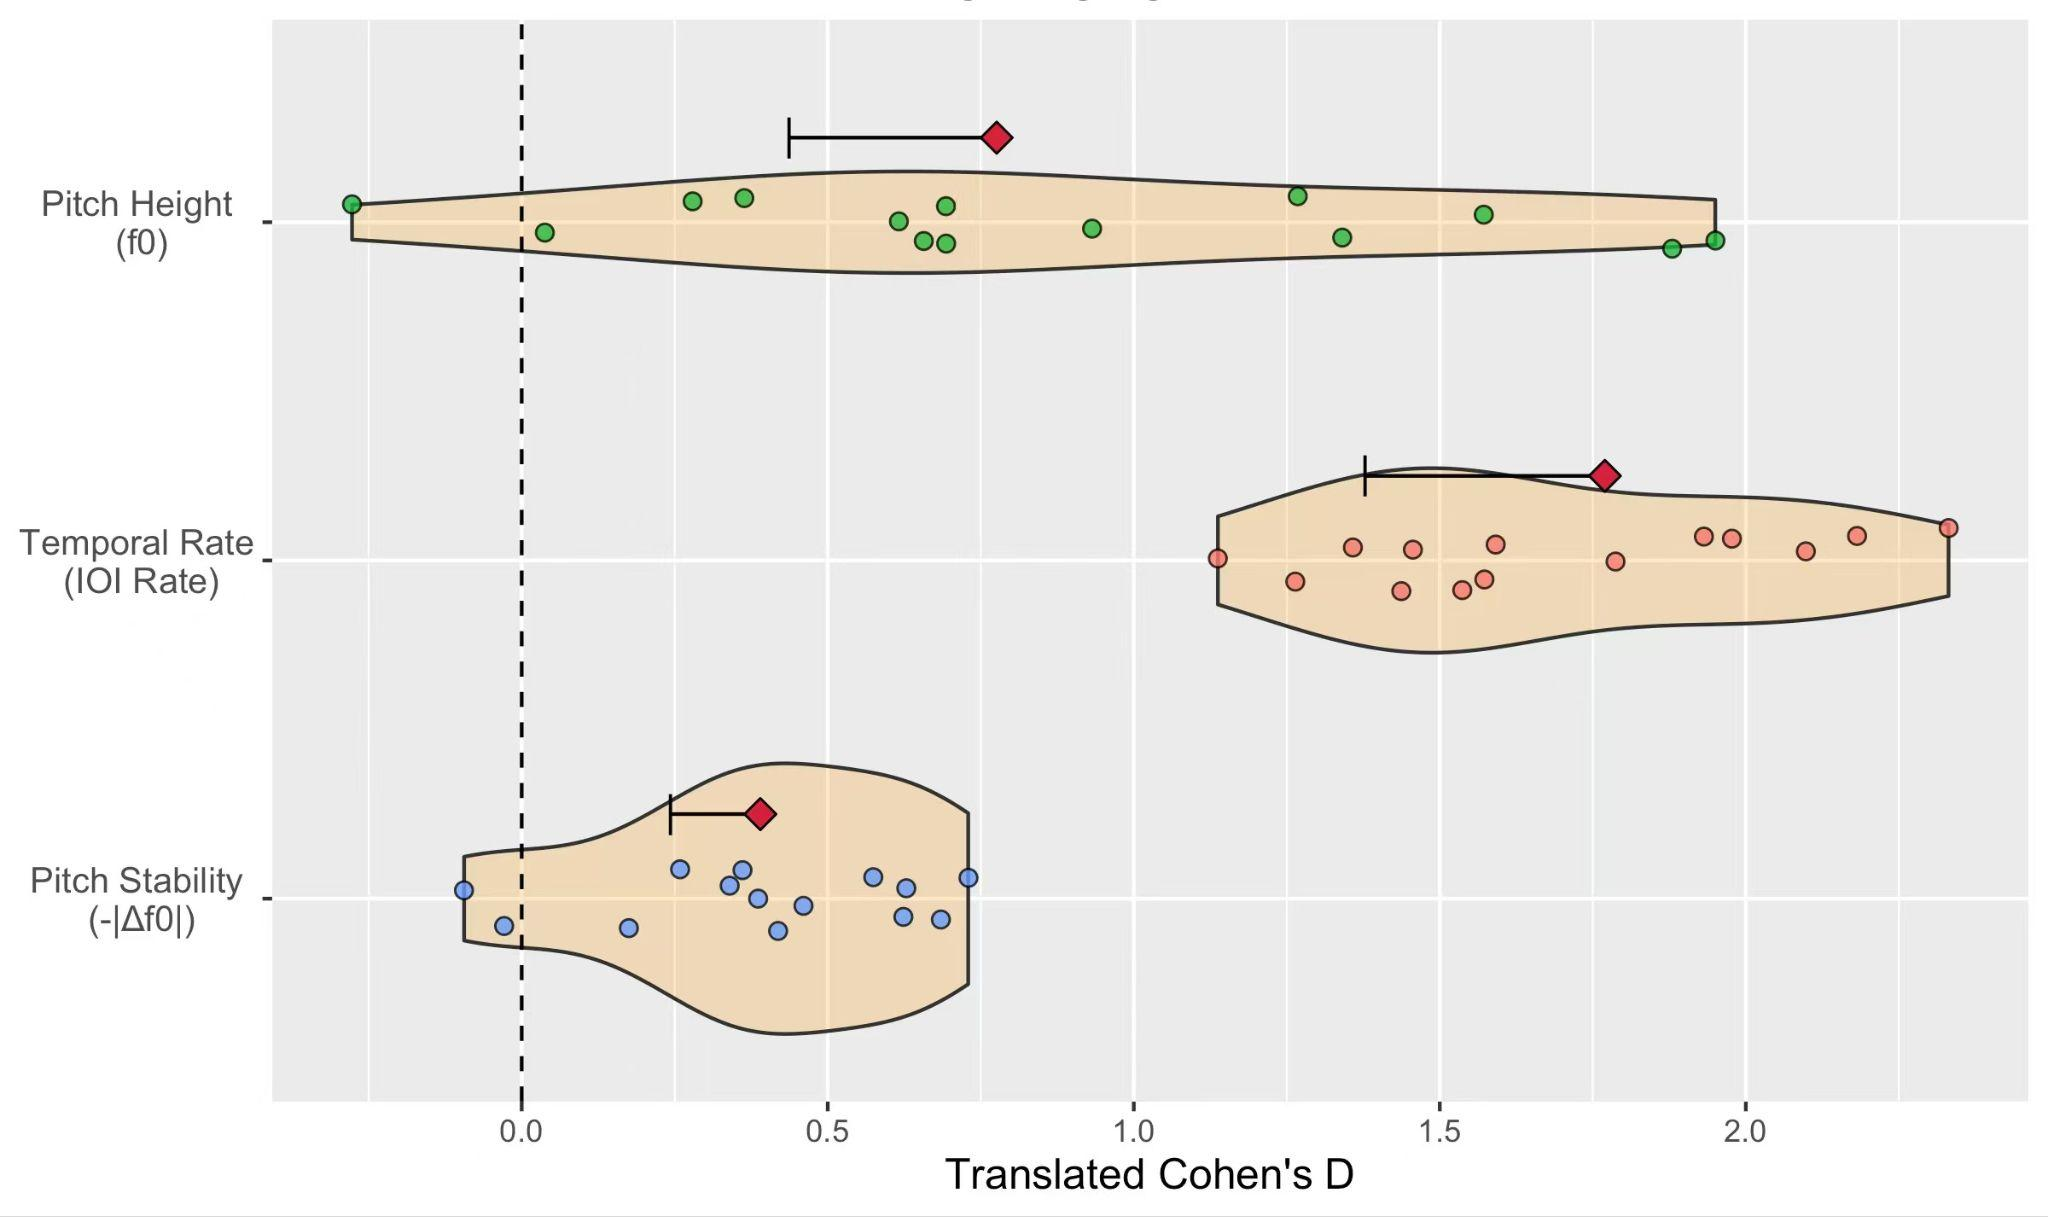 Pitch Height
(f0)
Temporal Rate
(IOI Rate)
Pitch Stability
(-|Δf0|)
0.0
0.5
1.0
1.5
2.0
Translated Cohen's D